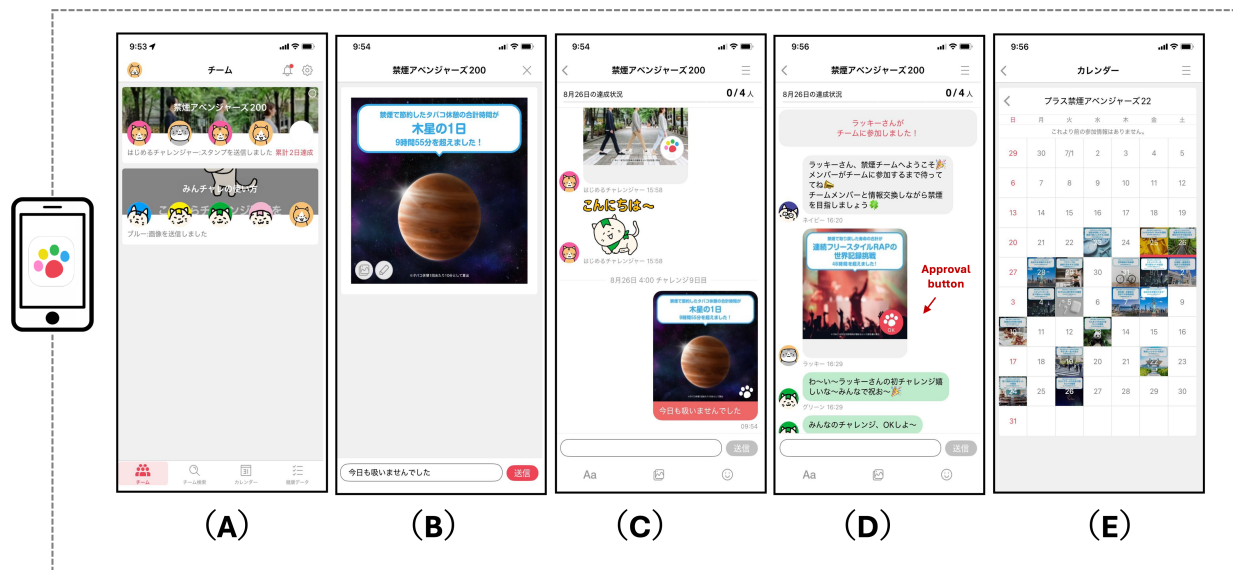 9:53
チーム
禁煙アベンジャーズ200
はじめるチャレンジャー:スタンプを送信しました 累計2日達成
みんチャレの使い方
ブルー:画像を送信しました
チーム
チーム検索
カレンダー
(A)
9:54
禁煙アベンジャーズ200
禁煙で節約したタバコ休憩の合計時間が
木星の1日
9時間55分を超えました！
今日も吸いませんでした
送信
(B)
9:54
禁煙アベンジャーズ200
8月26日の達成状況
0/4人
はじめるチャレンジャー 15:58
こんにちは〜
はじめるチャレンジャー 15:58
8月26日 4:00 チャレンジ9日目
禁煙で節約したタバコ休憩の合計時間が
木星の1日
9時間55分を超えました！
今日も吸いませんでした
09:54
送信
Aa
(C)
9:56
禁煙アベンジャーズ200
8月26日の達成状況
0/4人
ラッキーさんが
チームに参加しました！
ラッキーさん、禁煙チームへようこそ🎉
メンバーがチームに参加するまで待って
てね
チームメンバーと情報交換しながら禁煙
を目指しましょう🍀
ネイビー 16:20
連続フリースタイルRAPの
世界記録挑戦
OK
ラッキー 16:29
わ〜い〜ラッキーさんの初チャレンジ嬉
しいな〜みんなで祝お〜🎉
グリーン 16:29
みんなのチャレンジ、OKしよ〜
送信
Aa
Approval
button
(D)
9:56
カレンダー
プラス禁煙アベンジャーズ22
日 月 火 水 木 金 土
これより前の参加情報はありません。
29 30 7/1 2 3 4 5
6 7 8 9 10 11 12
13 14 15 16 17 18 19
20 21 22 23 24 25 26
27 28 29 30 31
3 4 5 6 7 8 9
10 11 12 13 14 15 16
17 18 19 20 21 22 23
24 25 26 27 28 29 30
31
(E)